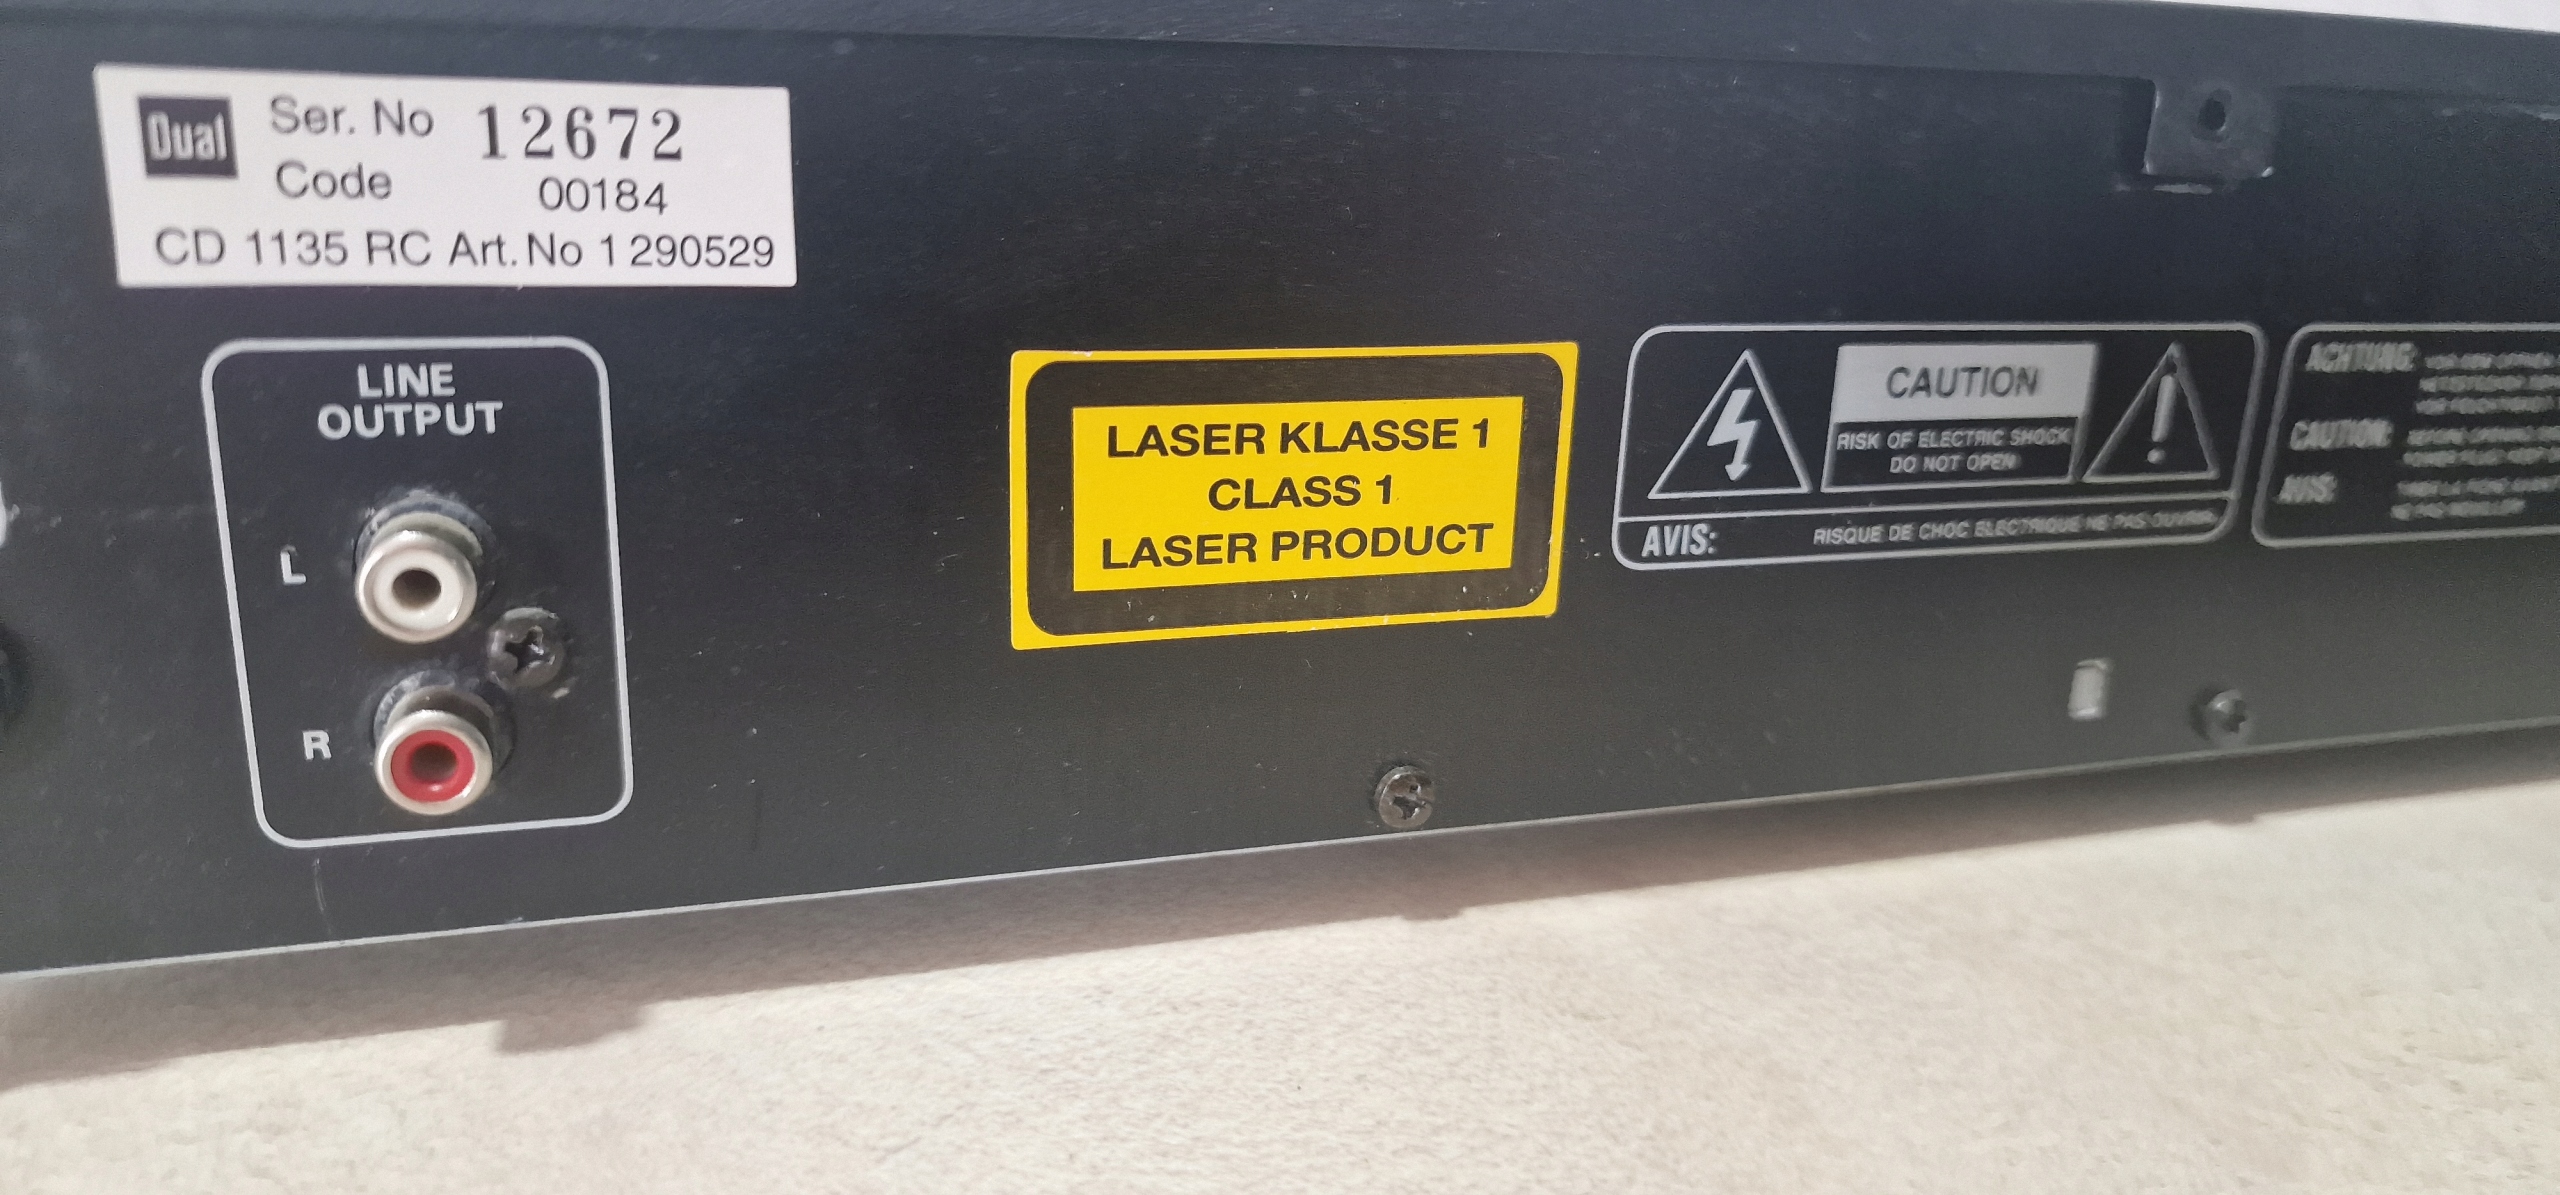 Dual
Ser. No 12672
Code 00184
CD 1135 RC Art. No 1 290529
LINE
OUTPUT
L
R
LASER KLASSE 1
CLASS 1
LASER PRODUCT
CAUTION
RISK OF ELECTRIC SHOCK
DO NOT OPEN
AVIS: RISQUE DE CHOC ELECTRIQUE NE PAS OUVRIR
ACHTUNG:
CAUTION:
AVIS: